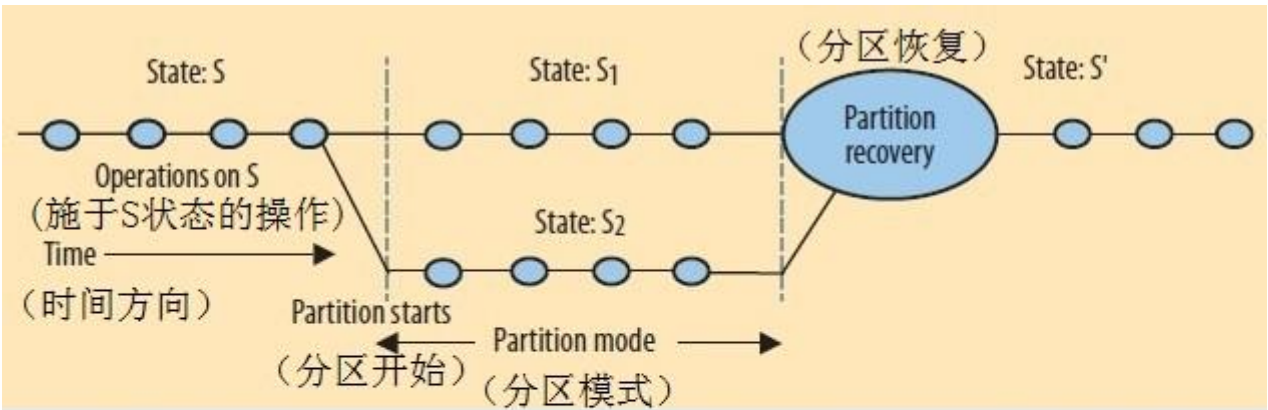 （分区恢复）
State: S
State: S1
State: S'
Partition
recovery
Operations on S
(施于S状态的操作)
State: S2
Time
（时间方向）
Partition starts
（分区开始）
Partition mode
（分区模式）